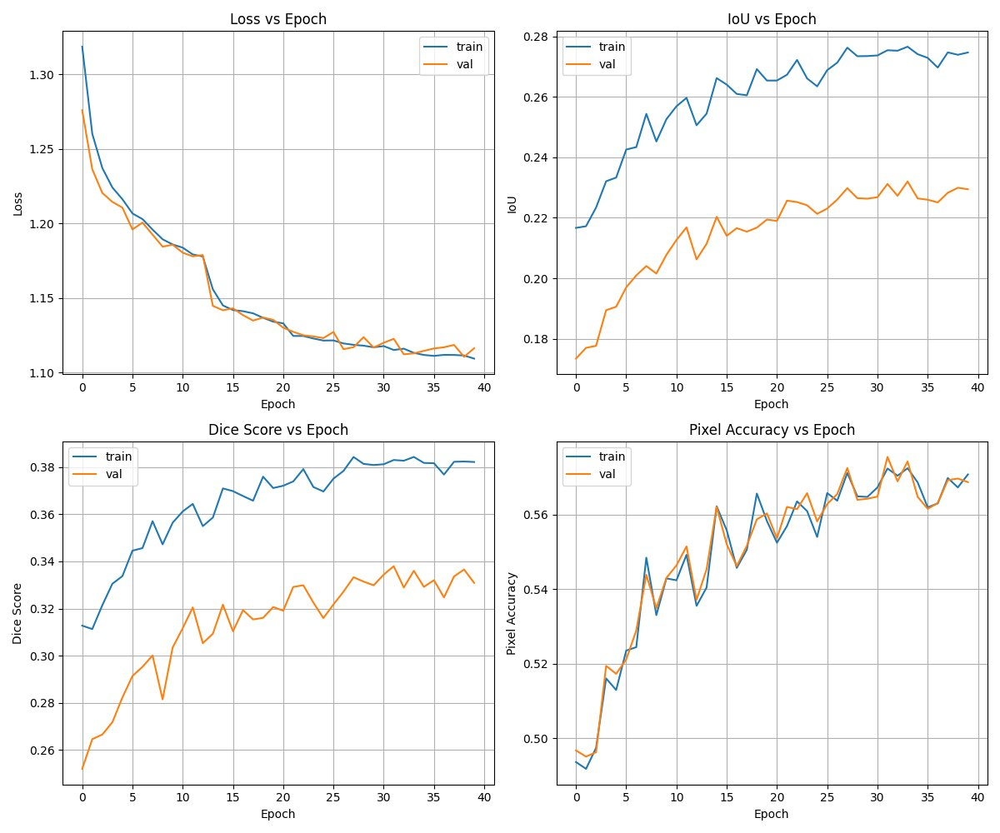 Loss vs Epoch
train
val
1.30
1.25
1.20
1.15
1.10
Loss
0 5 10 15 20 25 30 35 40
Epoch
IoU vs Epoch
train
val
0.28
0.26
0.24
0.22
0.20
0.18
IoU
0 5 10 15 20 25 30 35 40
Epoch
Dice Score vs Epoch
train
val
0.38
0.36
0.34
0.32
0.30
0.28
0.26
Dice Score
0 5 10 15 20 25 30 35 40
Epoch
Pixel Accuracy vs Epoch
train
val
0.56
0.54
0.52
0.50
Pixel Accuracy
0 5 10 15 20 25 30 35 40
Epoch